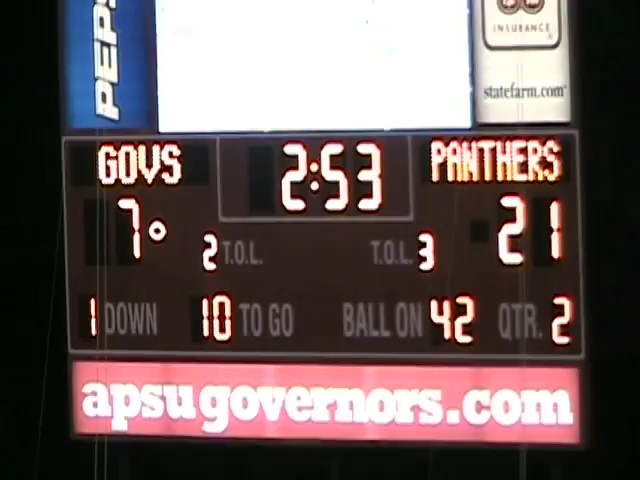 PEPS
INSURANCE
statefarm.com
GOVS 2:53 PANTHERS
7 2 T.O.L. T.O.L. 3 21
1 DOWN 10 TO GO BALL ON 42 QTR. 2
apsugovernors.com